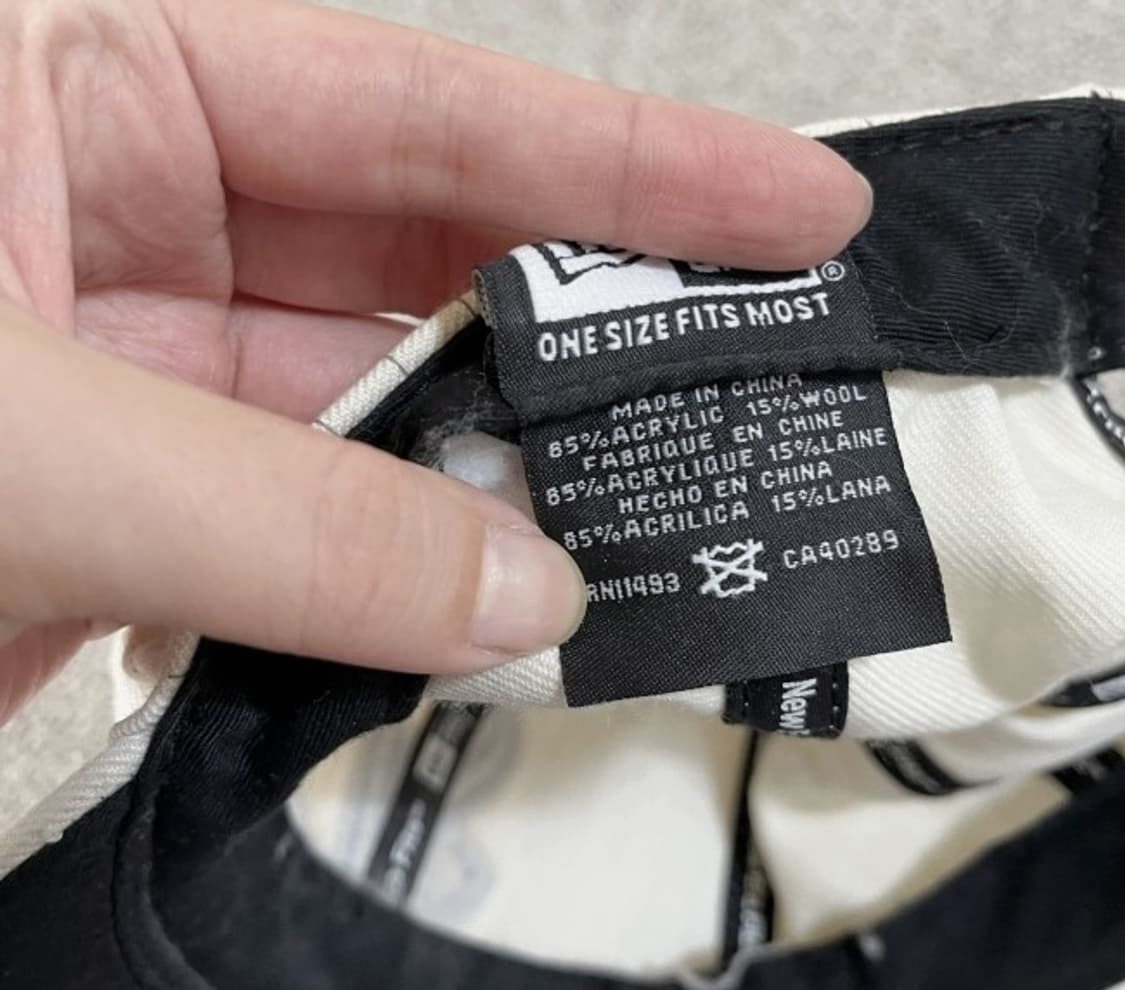 ®
ONE SIZE FITS MOST
MADE IN CHINA
85%ACRYLIC 15%WOOL
FABRIQUE EN CHINE
85%ACRYLIQUE 15%LAINE
HECHO EN CHINA
85%ACRILICA 15%LANA
RN11493 CA40289
New